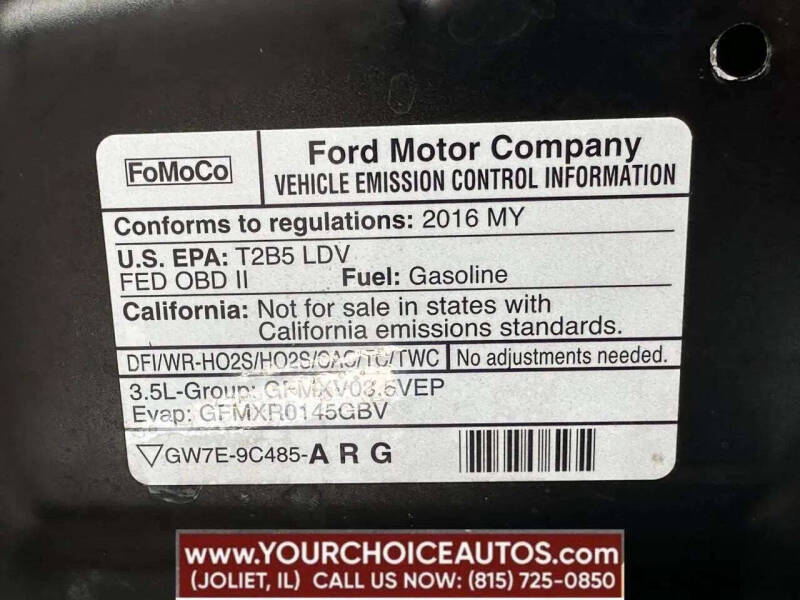 FoMoCo
Ford Motor Company
VEHICLE EMISSION CONTROL INFORMATION
Conforms to regulations: 2016 MY
U.S. EPA: T2B5 LDV
FED OBD II Fuel: Gasoline
California: Not for sale in states with
California emissions standards.
DFI/WR-HO2S/HO2S/CAC/TC/TWC No adjustments needed.
3.5L-Group: GFMXV03.5VEP
Evap: GFMXR0145GBV
GW7E-9C485-A R G
www.YOURCHOICEAUTOS.com
(JOLIET, IL) CALL US NOW: (815) 725-0850